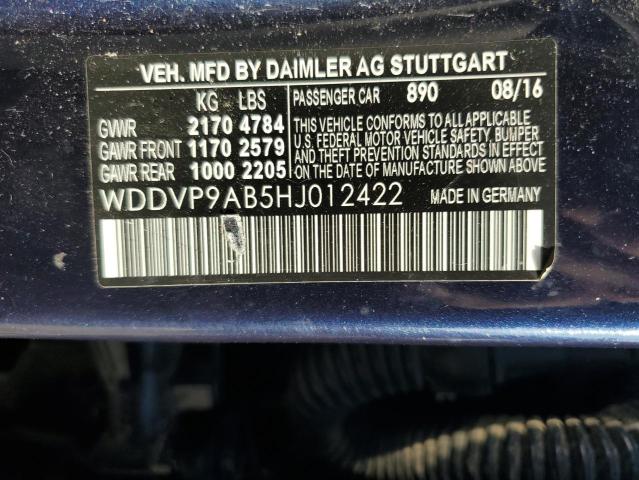 VEH. MFD BY DAIMLER AG STUTTGART
KG LBS PASSENGER CAR 890 08/16
GVWR 2170 4784 THIS VEHICLE CONFORMS TO ALL APPLICABLE
GAWR FRONT 1170 2579 U.S. FEDERAL MOTOR VEHICLE SAFETY, BUMPER
AND THEFT PREVENTION STANDARDS IN EFFECT
GAWR REAR 1000 2205 ON THE DATE OF MANUFACTURE SHOWN ABOVE.
WDDVP9AB5HJ012422 MADE IN GERMANY